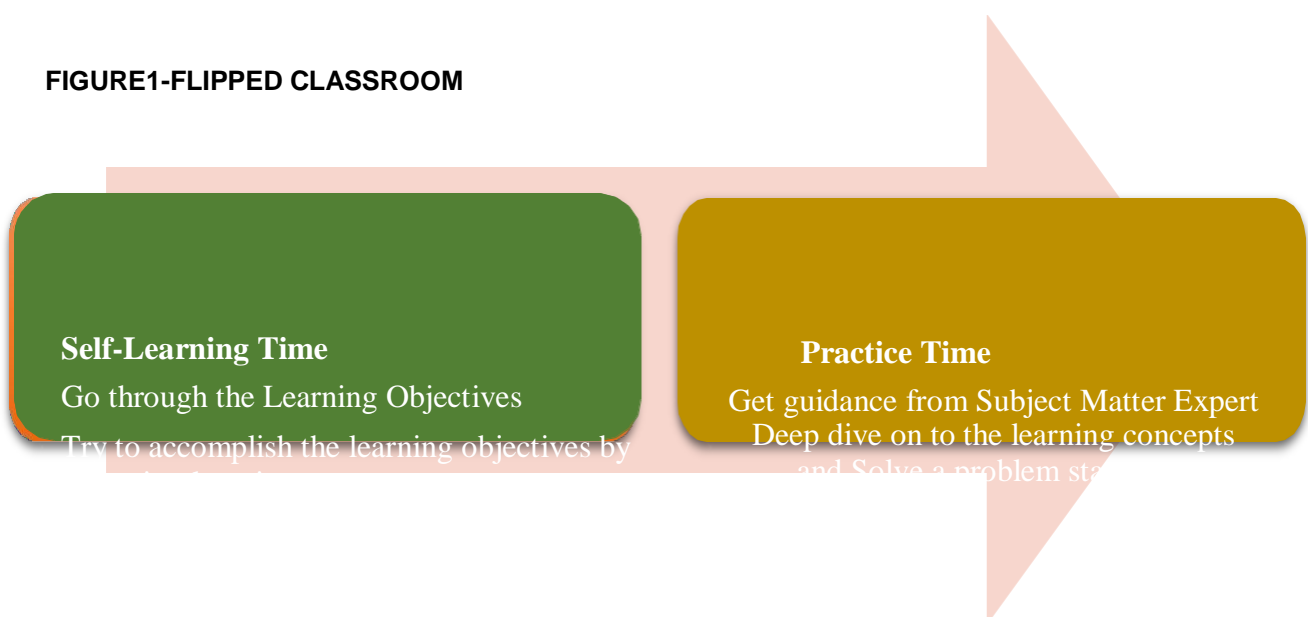 FIGURE1-FLIPPED CLASSROOM
Self-Learning Time
Go through the Learning Objectives
Try to accomplish the learning objectives by
Practice Time
Get guidance from Subject Matter Expert
Deep dive on to the learning concepts
and Solve a problem